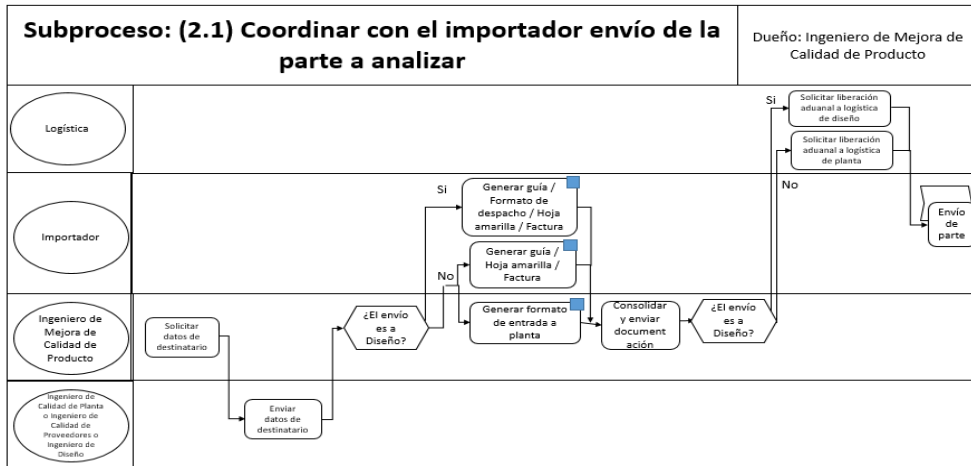 Subproceso: (2.1) Coordinar con el importador envío de la
parte a analizar
Dueño: Ingeniero de Mejora de
Calidad de Producto
Logística
Si
Solicitar liberación
aduanal a logística
de diseño
Solicitar liberación
aduanal a logística
de planta
No
Importador
Si
Generar guía /
Formato de
despacho / Hoja
amarilla / Factura
No
Generar guía /
Hoja amarilla /
Factura
Envío
de
parte
Ingeniero de
Mejora de
Calidad de
Producto
Solicitar
datos de
destinatario
¿El envío
es a
Diseño?
Generar formato
de entrada a
planta
Consolidar
y enviar
document
ación
¿El envío
es a
Diseño?
Ingeniero de
Calidad de Planta
o Ingeniero de
Calidad de
Proveedores o
Ingeniero de
Diseño
Enviar
datos de
destinatario